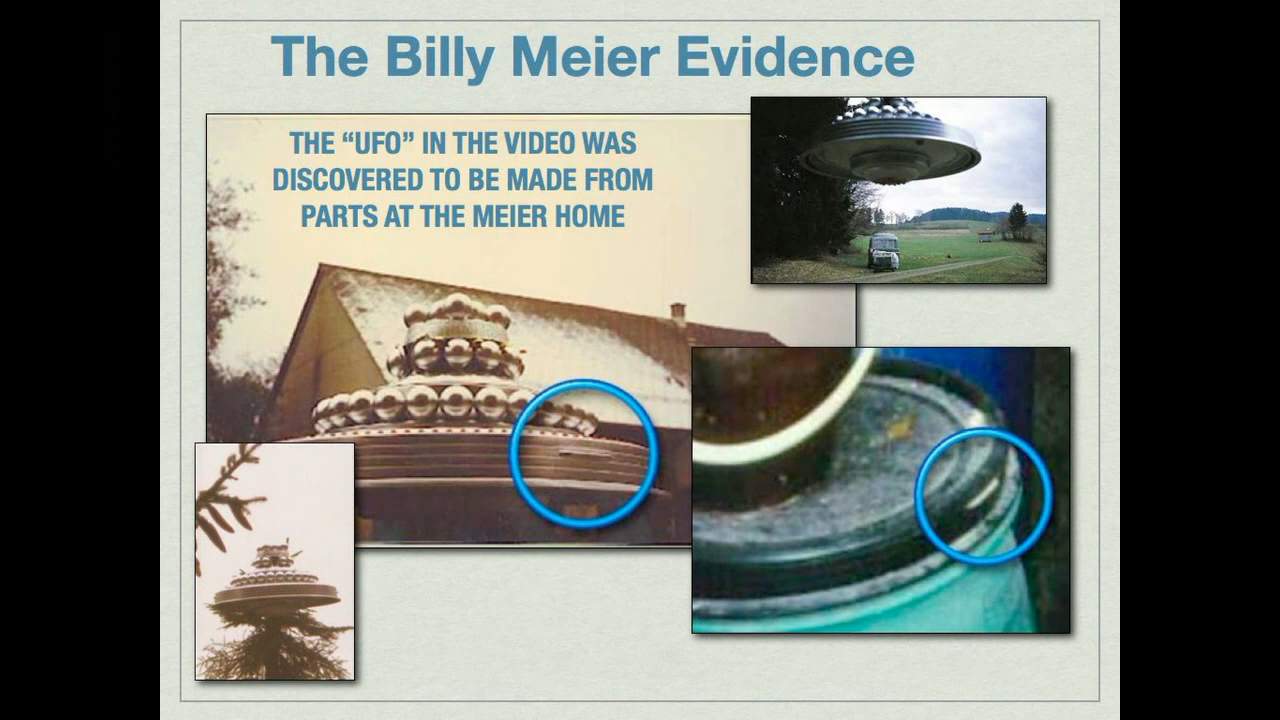 The Billy Meier Evidence
THE “UFO” IN THE VIDEO WAS
DISCOVERED TO BE MADE FROM
PARTS AT THE MEIER HOME